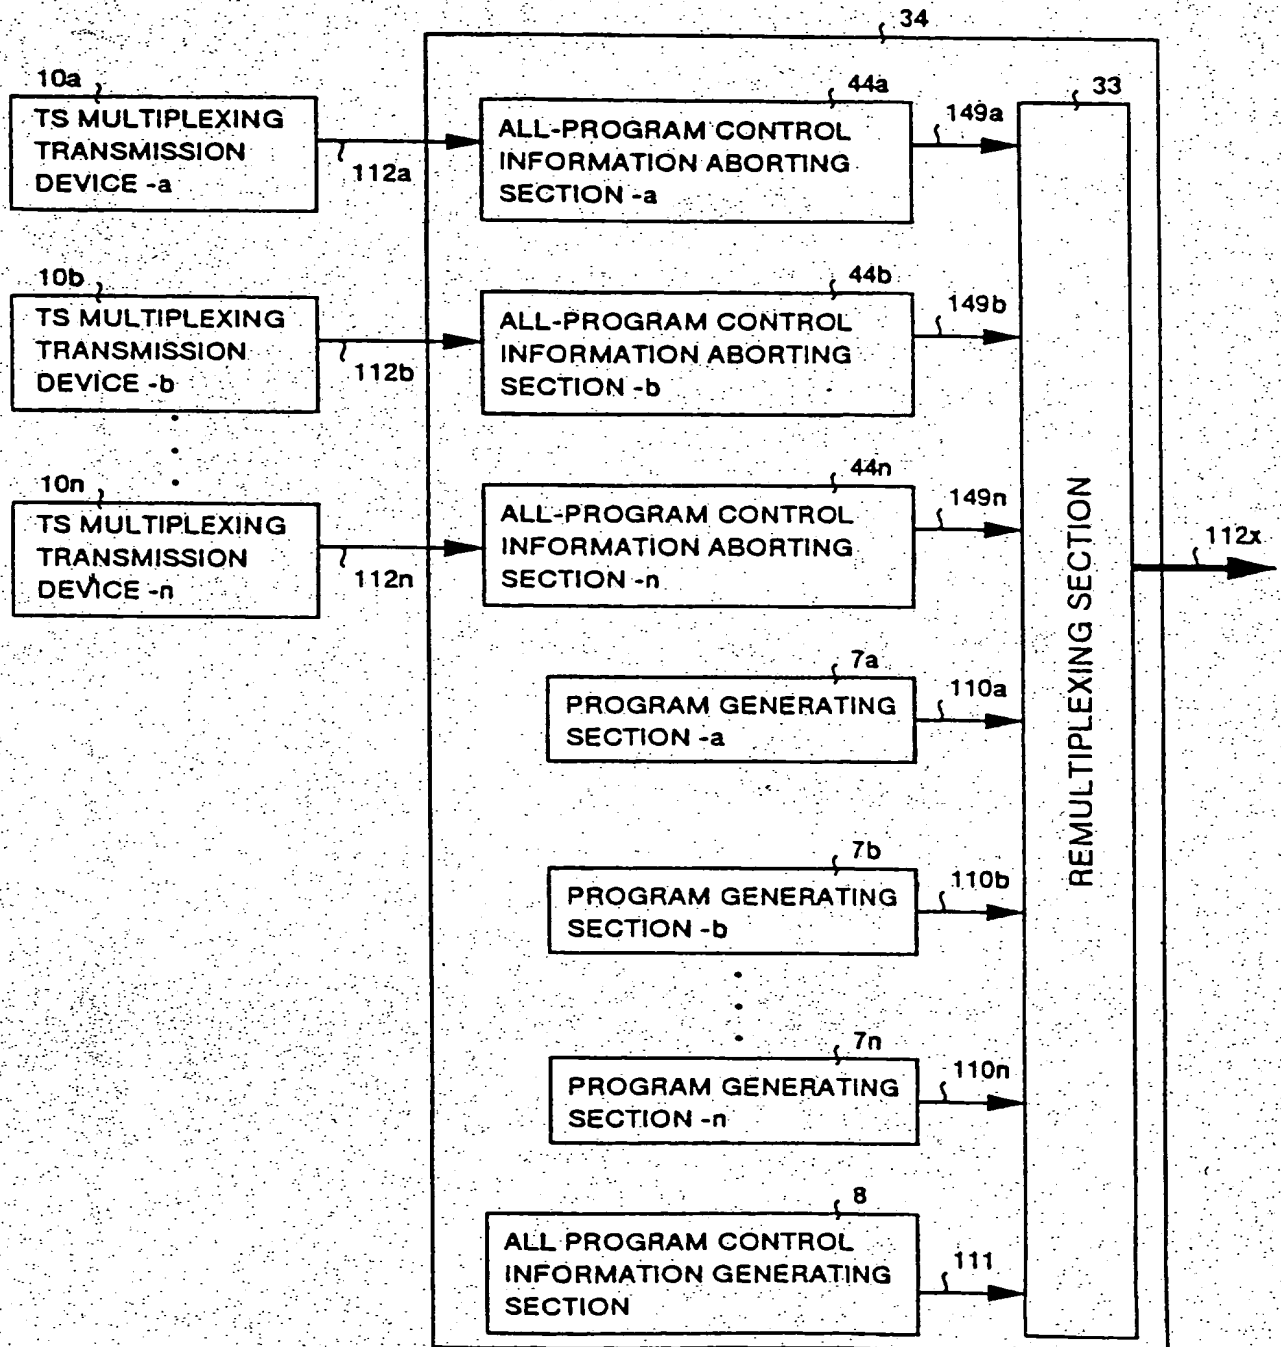 34
10a
TS MULTIPLEXING
TRANSMISSION
DEVICE -a
112a
44a
ALL-PROGRAM CONTROL
INFORMATION ABORTING
SECTION -a
149a
33
10b
TS MULTIPLEXING
TRANSMISSION
DEVICE -b
112b
44b
ALL-PROGRAM CONTROL
INFORMATION ABORTING
SECTION -b
149b
10n
TS MULTIPLEXING
TRANSMISSION
DEVICE -n
112n
44n
ALL-PROGRAM CONTROL
INFORMATION ABORTING
SECTION -n
149n
REMULTIPLEXING SECTION
112x
7a
PROGRAM GENERATING
SECTION -a
110a
7b
PROGRAM GENERATING
SECTION -b
110b
7n
PROGRAM GENERATING
SECTION -n
110n
8
ALL PROGRAM CONTROL
INFORMATION GENERATING
SECTION
111